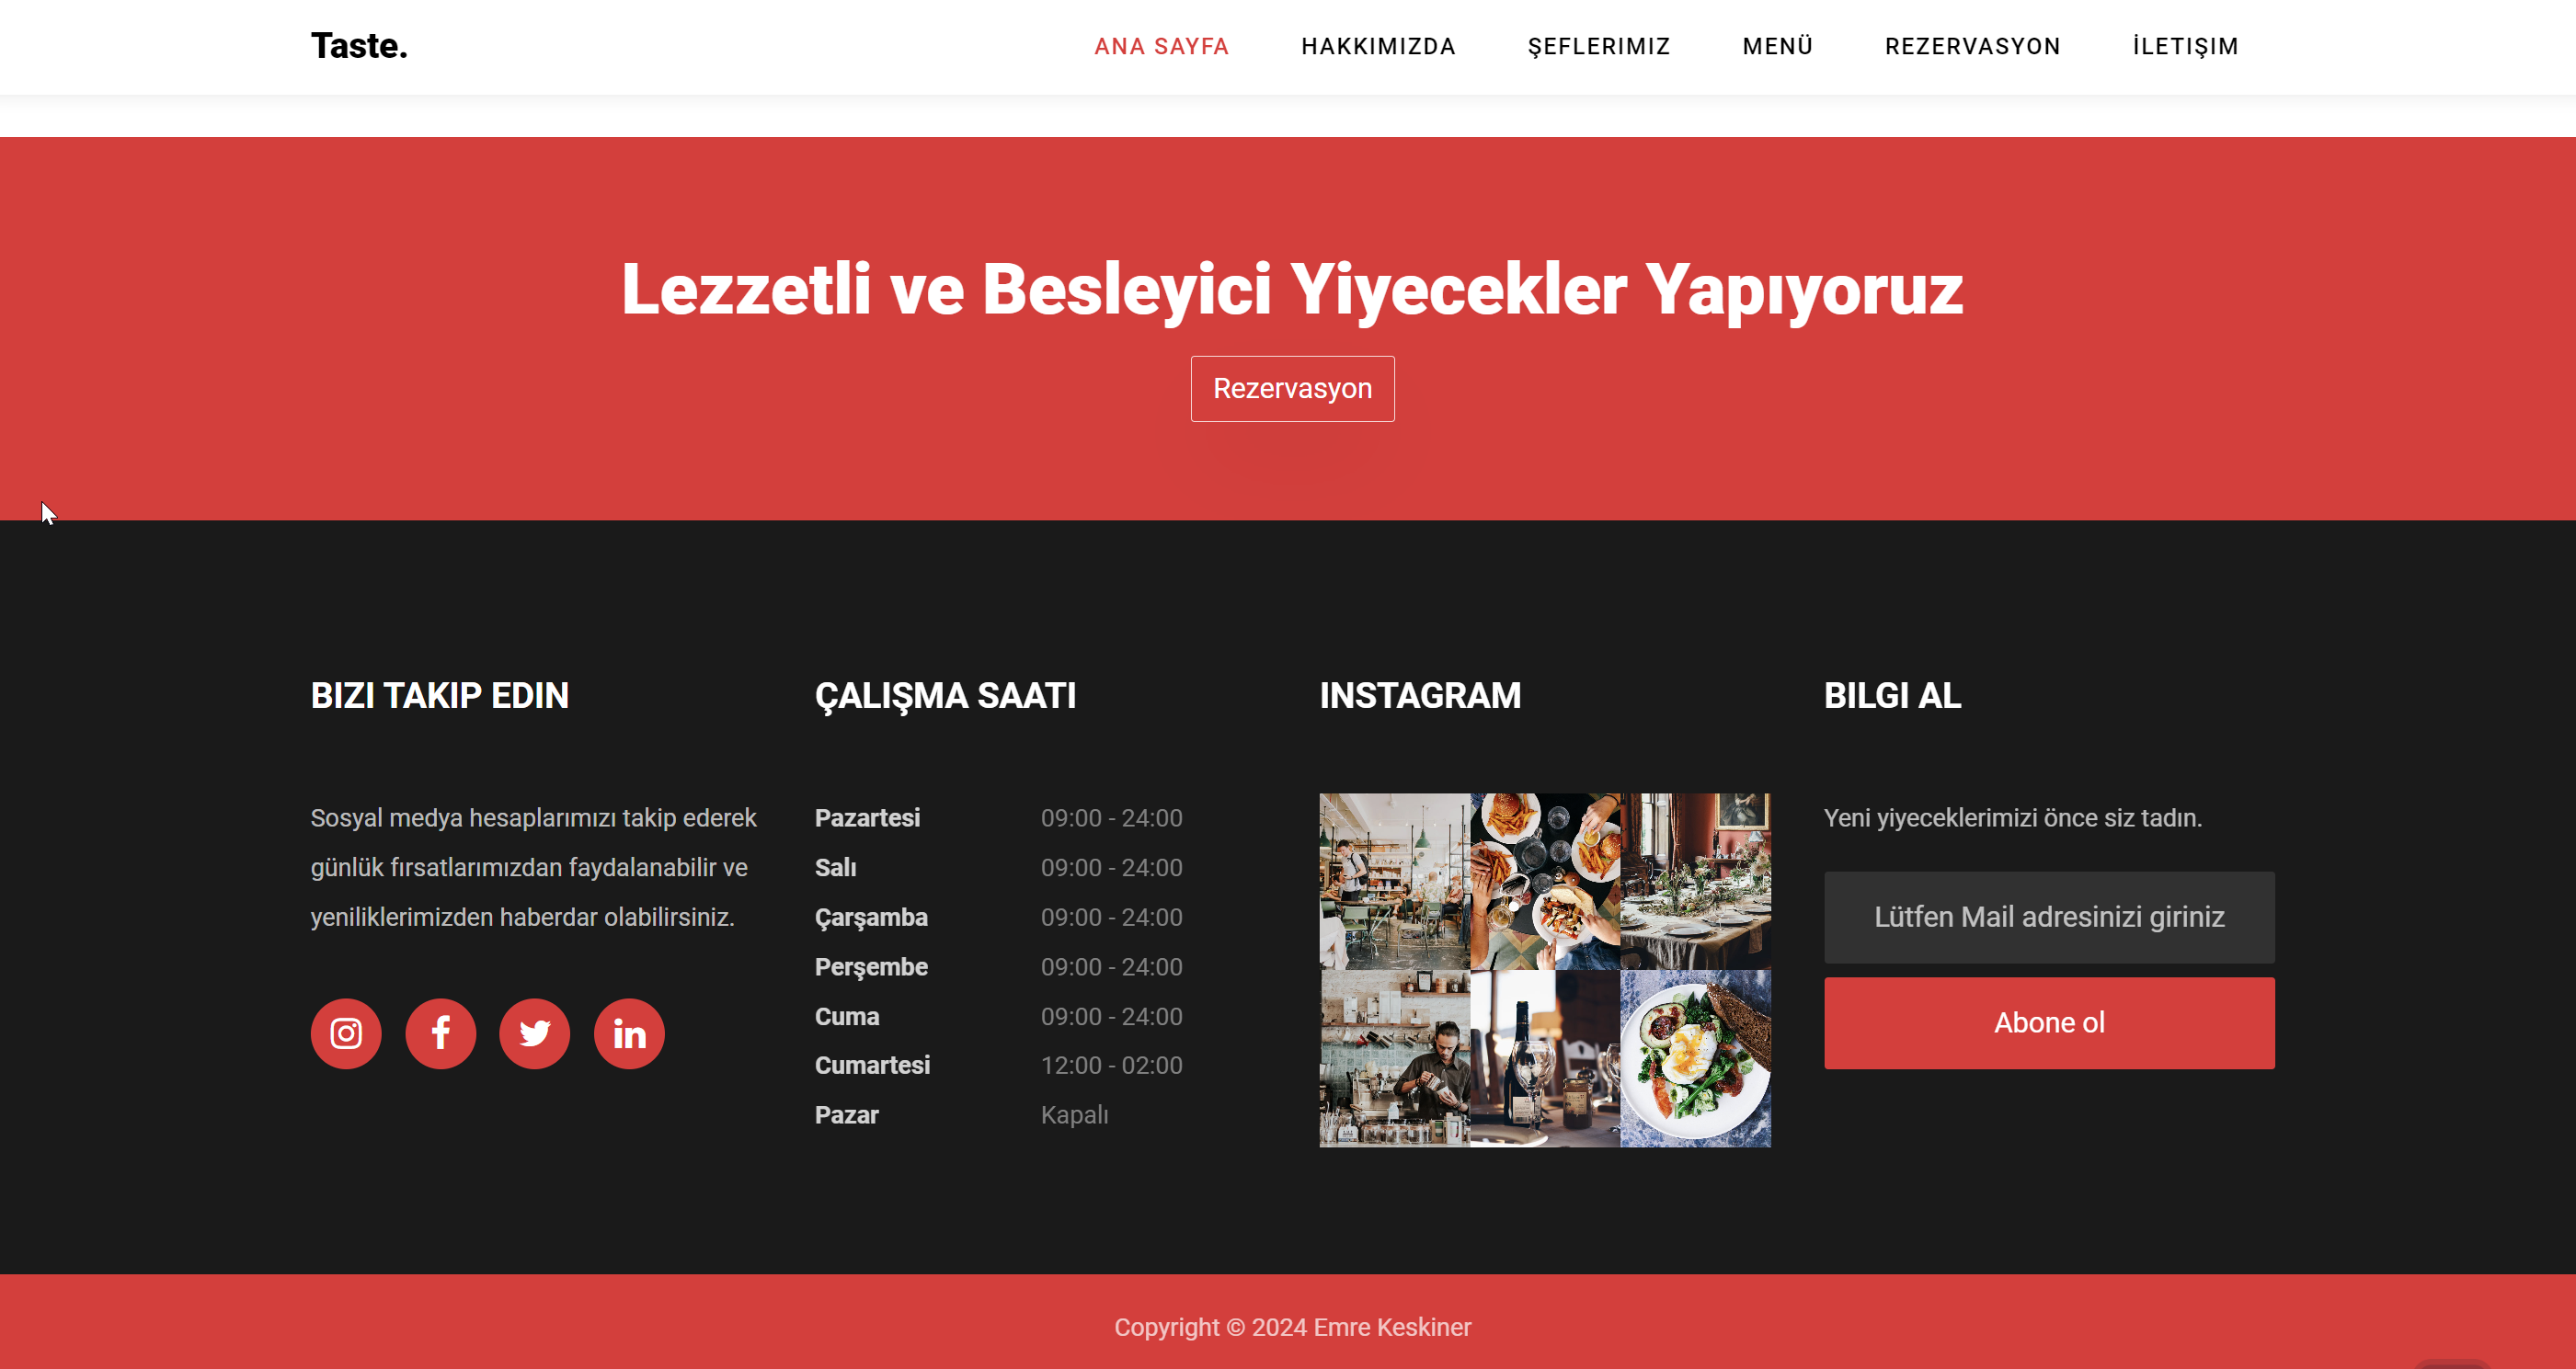 Taste.
ANA SAYFA HAKKIMIZDA ŞEFLERIMIZ MENÜ REZERVASYON İLETIŞIM
Lezzetli ve Besleyici Yiyecekler Yapıyoruz
Rezervasyon
BIZI TAKIP EDIN
Sosyal medya hesaplarımızı takip ederek
günlük fırsatlarımızdan faydalanabilir ve
yeniliklerimizden haberdar olabilirsiniz.
ÇALIŞMA SAATI
Pazartesi 09:00 - 24:00
Salı 09:00 - 24:00
Çarşamba 09:00 - 24:00
Perşembe 09:00 - 24:00
Cuma 09:00 - 24:00
Cumartesi 12:00 - 02:00
Pazar Kapalı
INSTAGRAM
BILGI AL
Yeni yiyeceklerimizi önce siz tadın.
Lütfen Mail adresinizi giriniz
Abone ol
Copyright © 2024 Emre Keskiner